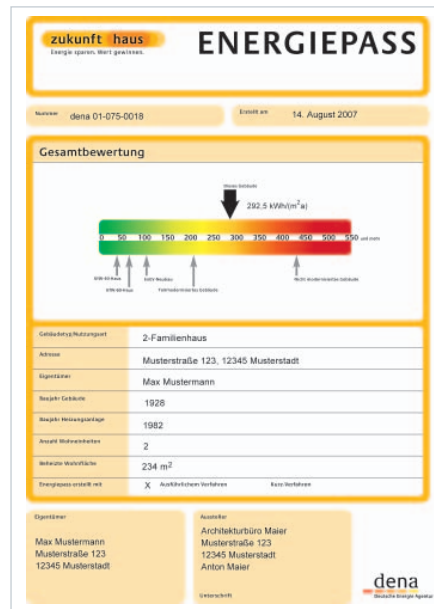 zukunft haus
Energie sparen. Wert gewinnen.
ENERGIEPASS
Nummer dena 01-075-0018
Erstellt am 14. August 2007
Gesamtbewertung
Dieses Gebäude
292,5 kWh/(m²a)
0 50 100 150 200 250 300 350 400 450 500 550 und mehr
Gebäudetyp/Nutzungsart 2-Familienhaus
Adresse Musterstraße 123, 12345 Musterstadt
Eigentümer Max Mustermann
Baujahr Gebäude 1928
Baujahr Heizungsanlage 1982
Anzahl Wohneinheiten 2
Beheizte Wohnfläche 234 m²
Energiepass erstellt mit X Ausführlichem Verfahren Kurz-Verfahren
Eigentümer
Max Mustermann
Musterstraße 123
12345 Musterstadt
Aussteller
Architekturbüro Maier
Musterstraße 123
12345 Musterstadt
Anton Maier
Unterschrift
dena
Deutsche Energie-Agentur